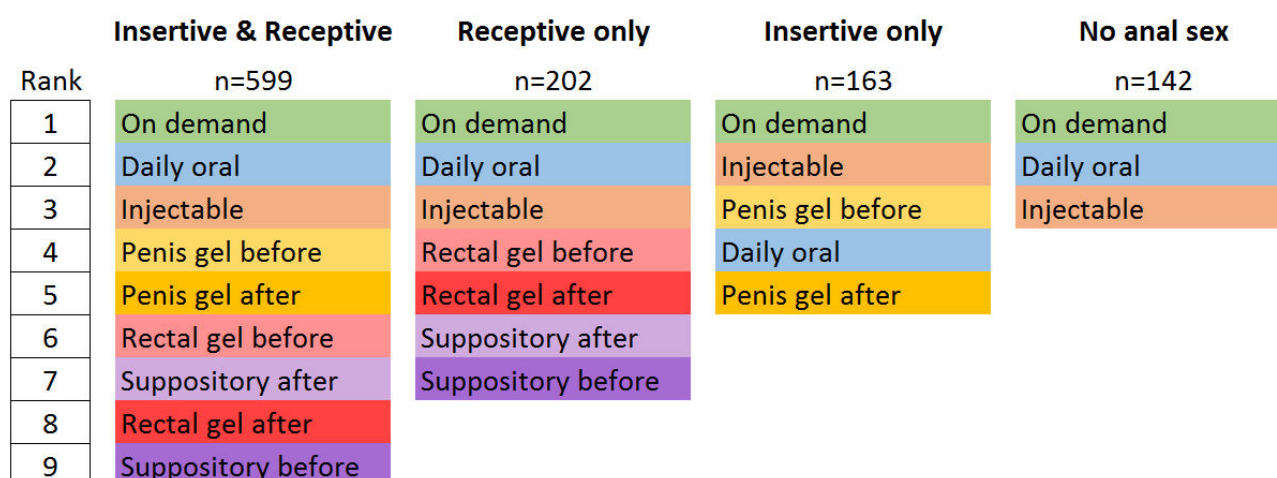 Insertive & Receptive Receptive only Insertive only No anal sex
Rank n=599 n=202 n=163 n=142
1 On demand On demand On demand On demand
2 Daily oral Daily oral Injectable Daily oral
3 Injectable Injectable Penis gel before Injectable
4 Penis gel before Rectal gel before Daily oral
5 Penis gel after Rectal gel after Penis gel after
6 Rectal gel before Suppository after
7 Suppository after Suppository before
8 Rectal gel after
9 Suppository before